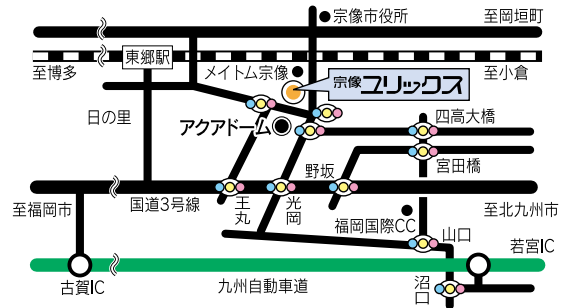 宗像市役所
至岡垣町
東郷駅
至博多
メイトム宗像
宗像ユリックス
至小倉
日の里
アクアドーム
四高大橋
宮田橋
野坂
国道3号線
王丸
光岡
至福岡市
至北九州市
福岡国際CC
山口
若宮IC
古賀IC
九州自動車道
沼口